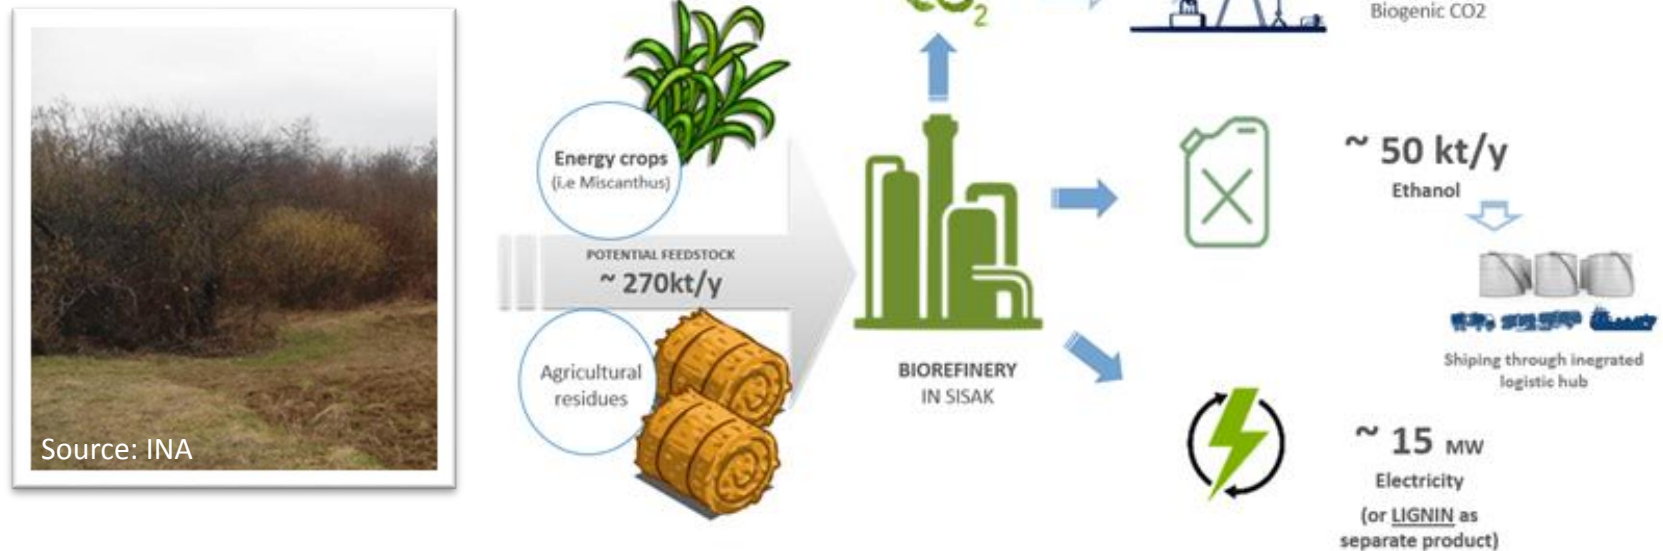 Source: INA
Energy crops
(i.e Miscanthus)
POTENTIAL FEEDSTOCK
~ 270kt/y
Agricultural
residues
CO2
BIOREFINERY
IN SISAK
Biogenic CO2
~ 50 kt/y
Ethanol
Shiping through inegrated
logistic hub
~ 15 MW
Electricity
(or LIGNIN as
separate product)